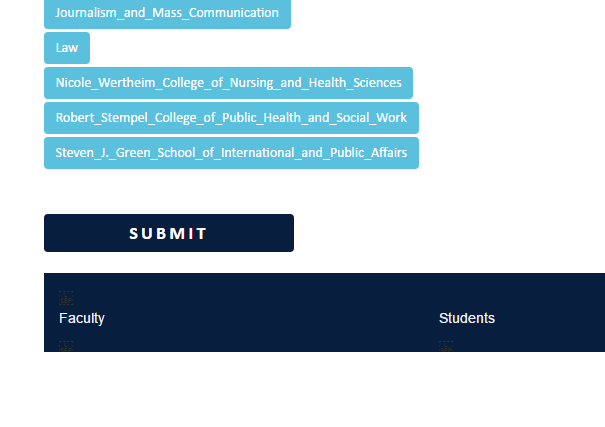 Journalism_and_Mass_Communication
Law
Nicole_Wertheim_College_of_Nursing_and_Health_Sciences
Robert_Stempel_College_of_Public_Health_and_Social_Work
Steven_J._Green_School_of_International_and_Public_Affairs
SUBMIT
Faculty Students